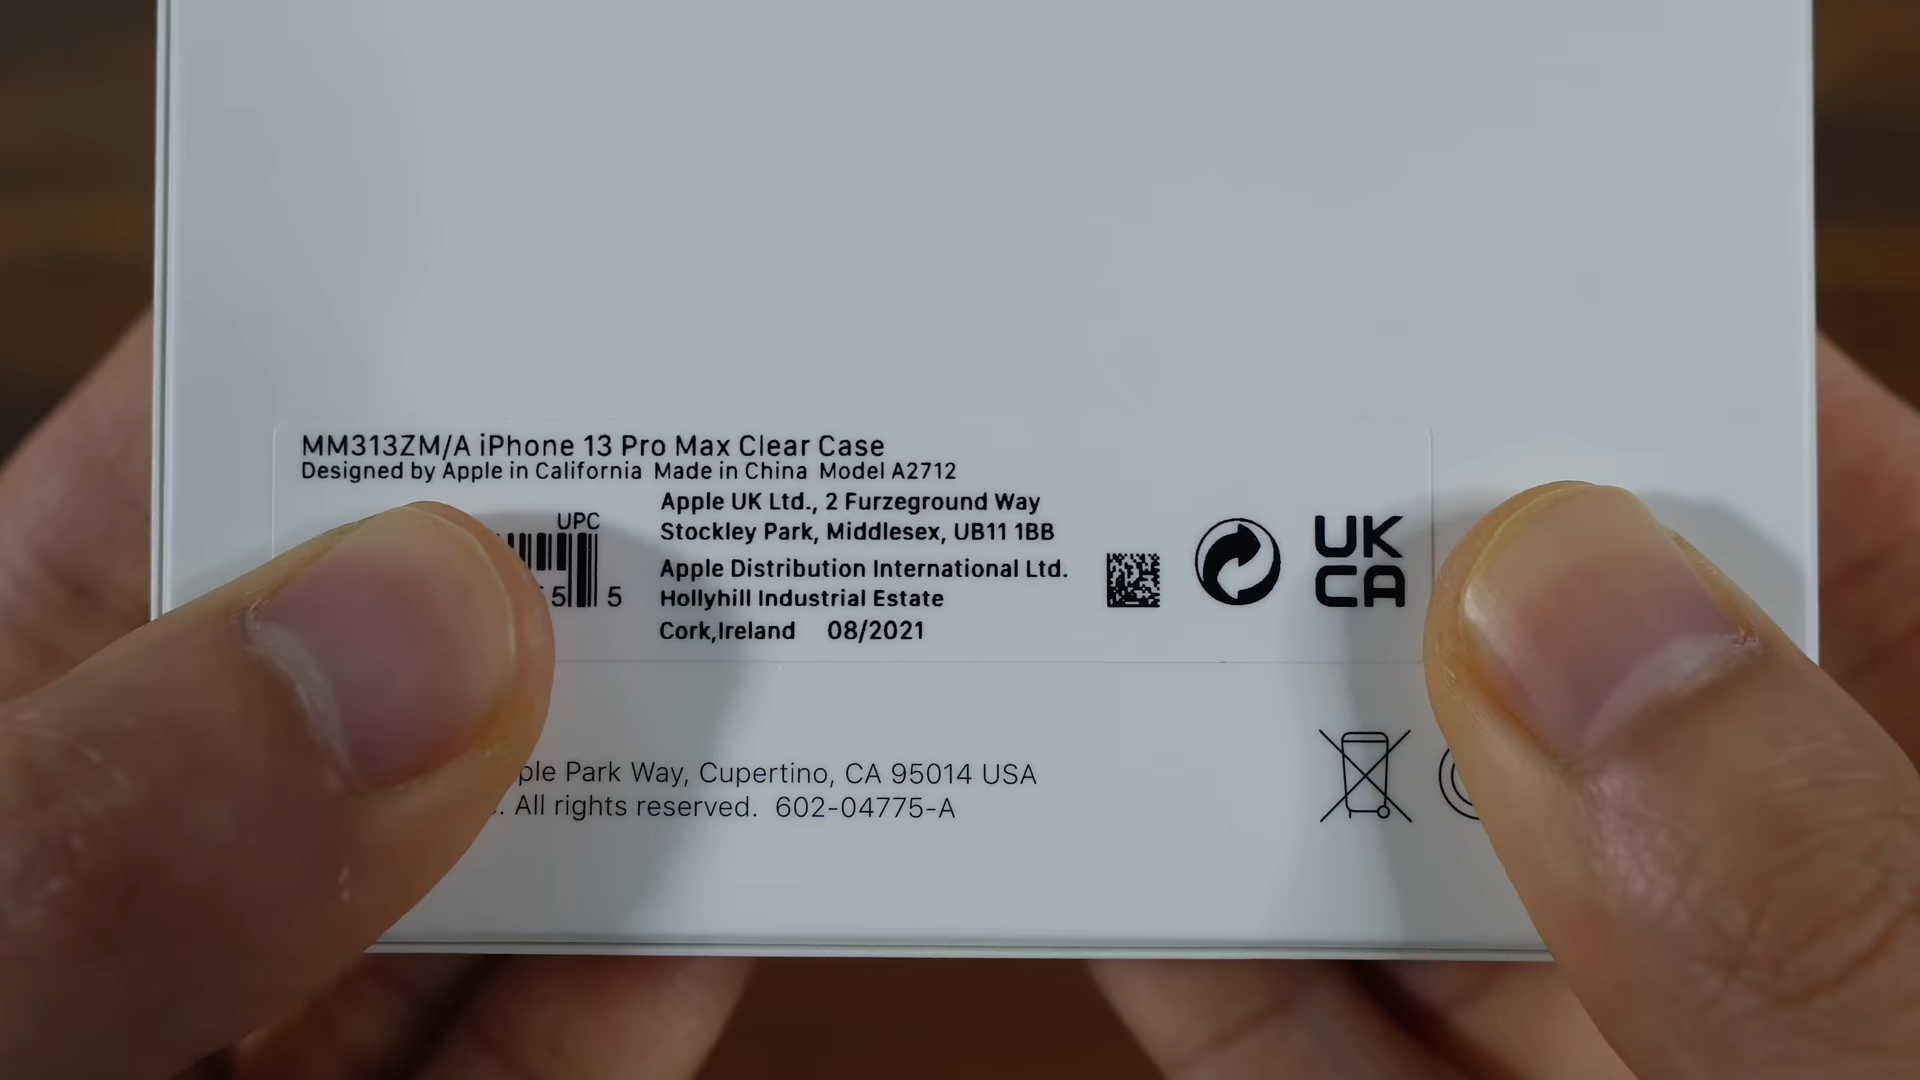 MM313ZM/A iPhone 13 Pro Max Clear Case
Designed by Apple in California Made in China Model A2712
UPC
5 5
Apple UK Ltd., 2 Furzeground Way
Stockley Park, Middlesex, UB11 1BB
Apple Distribution International Ltd.
Hollyhill Industrial Estate
Cork,Ireland 08/2021
UK
CA
Park Way, Cupertino, CA 95014 USA
All rights reserved. 602-04775-A